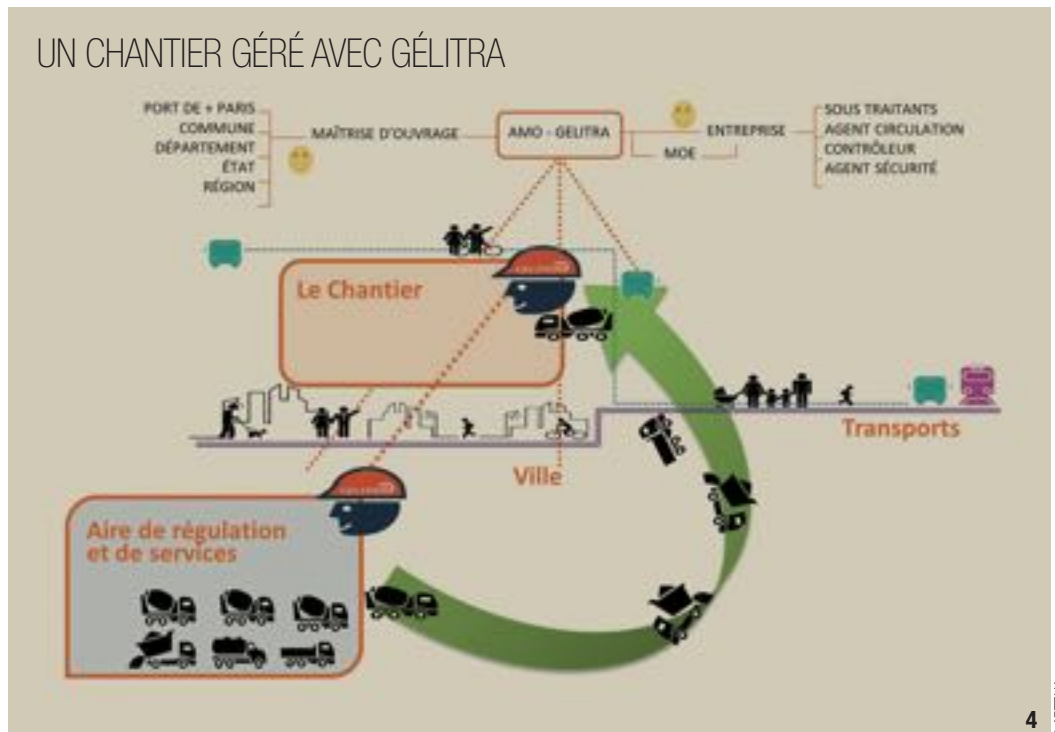 UN CHANTIER GÉRÉ AVEC GÉLITRA
PORT DE + PARIS
COMMUNE
DÉPARTEMENT
ÉTAT
RÉGION
MAÎTRISE D'OUVRAGE
AMO - GELITRA
MOE
ENTREPRISE
SOUS TRAITANTS
AGENT CIRCULATION
CONTRÔLEUR
AGENT SÉCURITÉ
Le Chantier
Transports
Ville
Aire de régulation
et de services
4